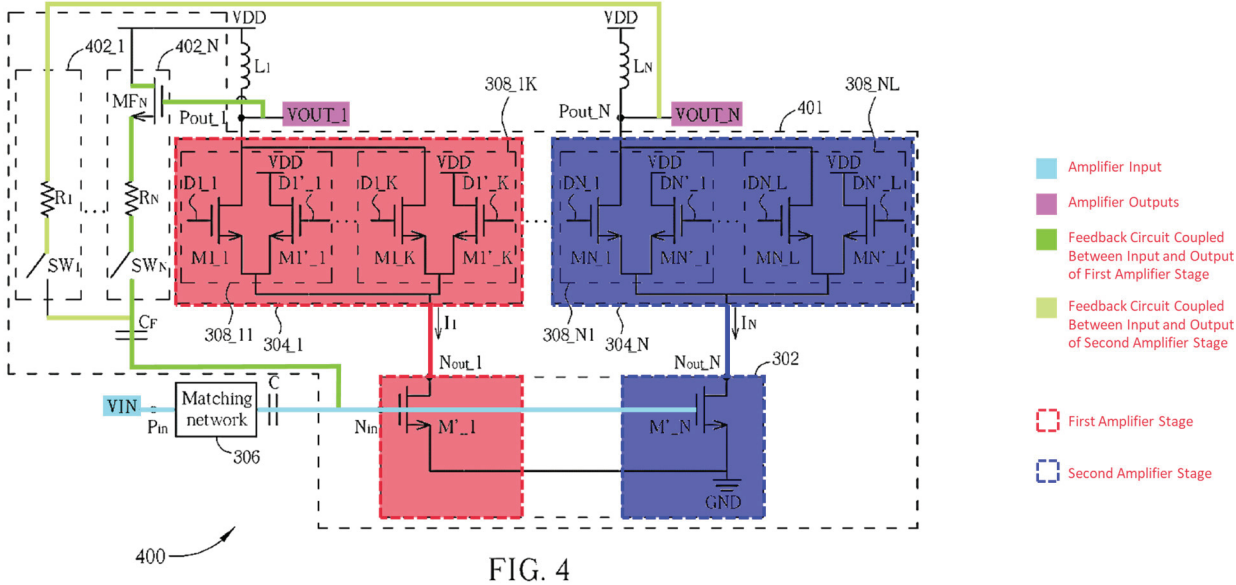 VDD VDD VDD
402_1 402_N
L1 LN
308_1K 308_NL
MFN
Pout_1 VOUT_1 Pout_N VOUT_N 401
VDD VDD VDD VDD
D1_1 D1'_1 D1_K D1'_K DN_1 DN'_1 DN_L DN'_L
R1 ... RN
M1_1 M1'_1 M1_K M1'_K MN_1 MN'_1 MN_L MN'_L
SW1 SWN
CF
308_11 304_1 I1 308_N1 304_N IN
Nout_1 Nout_N 302
VIN Pin Matching network C Nin M'_1 M'_N
306
GND
400
FIG. 4
Amplifier Input
Amplifier Outputs
Feedback Circuit Coupled
Between Input and Output
of First Amplifier Stage
Feedback Circuit Coupled
Between Input and Output
of Second Amplifier Stage
First Amplifier Stage
Second Amplifier Stage